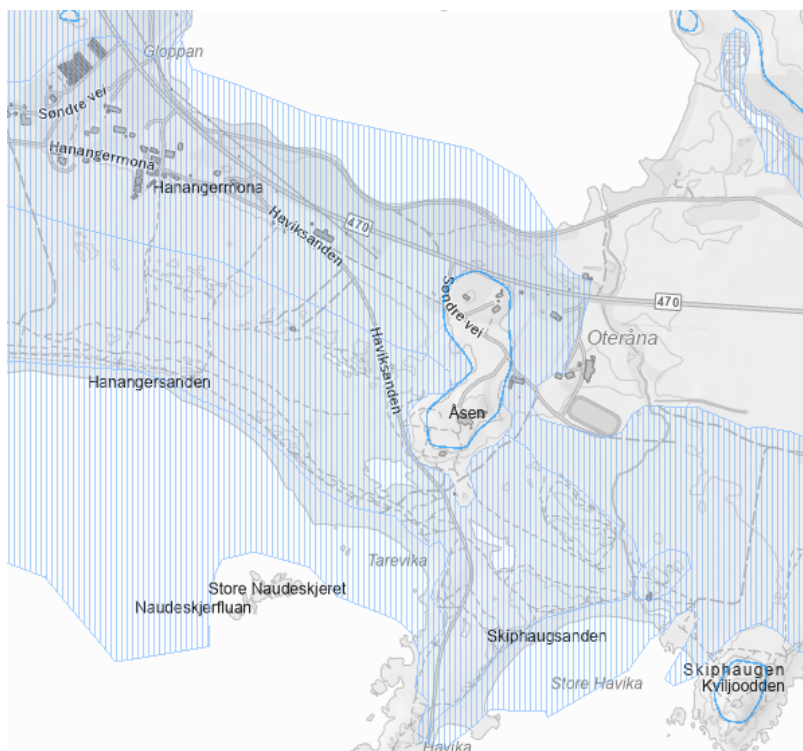 Gloppan
Søndre vei
Hanangermona
Hanangermona
Haviksanden
470
Søndre vei
470
Oteråna
Haviksanden
Hanangersanden
Åsen
Tarevika
Store Naudeskjeret
Naudeskjerfluan
Skiphaugsanden
Skiphaugen
Store Havika
Kviljoodden
Havika